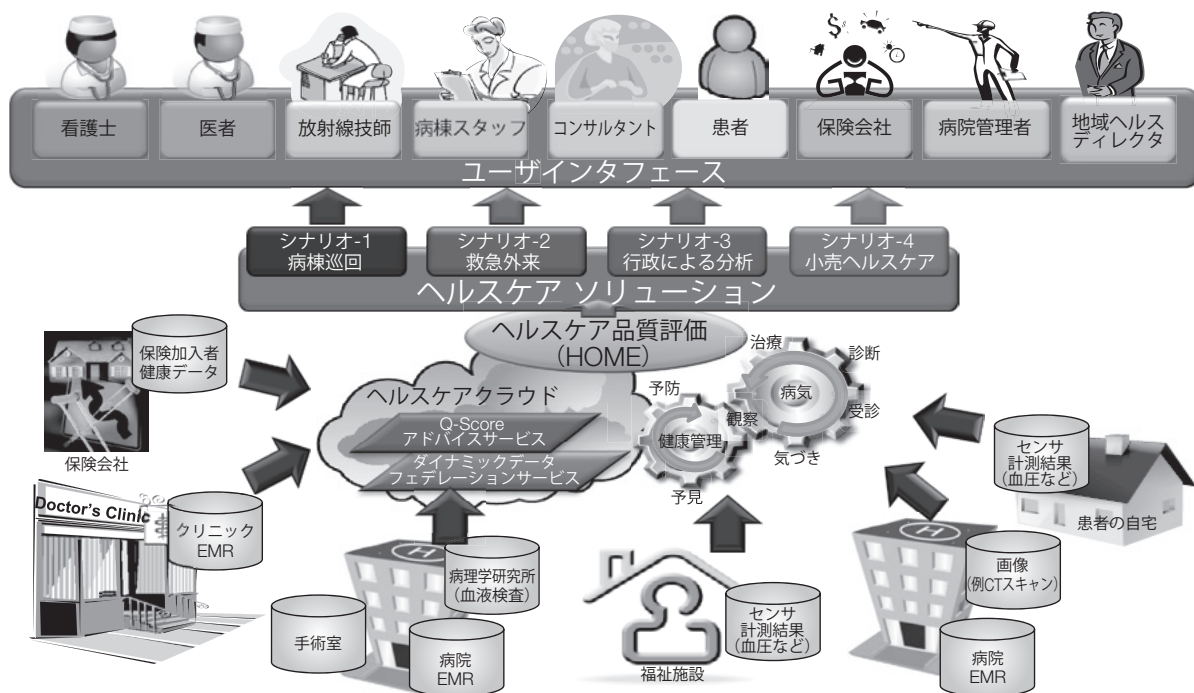 看護士
医者
放射線技師
病棟スタッフ
コンサルタント
患者
保険会社
病院管理者
地域ヘルス
ディレクタ
ユーザインタフェース
シナリオ-1
病棟巡回
シナリオ-2
救急外来
シナリオ-3
行政による分析
シナリオ-4
小売ヘルスケア
ヘルスケア ソリューション
ヘルスケア品質評価
(HOME)
保険加入者
健康データ
保険会社
ヘルスケアクラウド
Q-Score
アドバイスサービス
ダイナミックデータ
フェデレーションサービス
治療
診断
予防
病気
観察
受診
健康管理
気づき
予見
センサ
計測結果
(血圧など)
患者の自宅
Doctor's Clinic
クリニック
EMR
H
病理学研究所
(血液検査)
手術室
病院
EMR
センサ
計測結果
(血圧など)
福祉施設
H
画像
(例CTスキャン)
病院
EMR